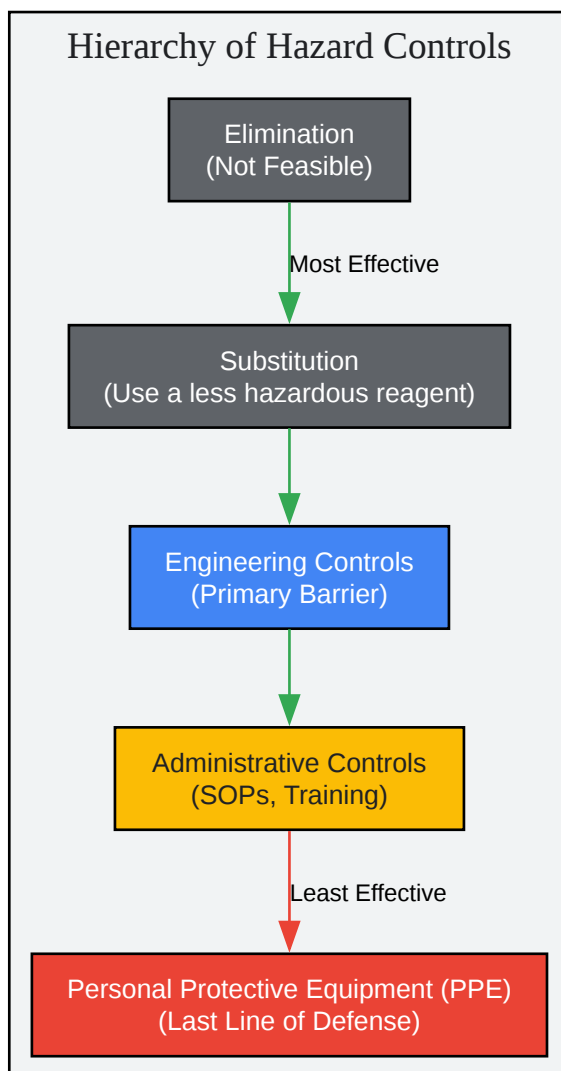 Hierarchy of Hazard Controls
Elimination
(Not Feasible)
Most Effective
Substitution
(Use a less hazardous reagent)
Engineering Controls
(Primary Barrier)
Administrative Controls
(SOPs, Training)
Least Effective
Personal Protective Equipment (PPE)
(Last Line of Defense)